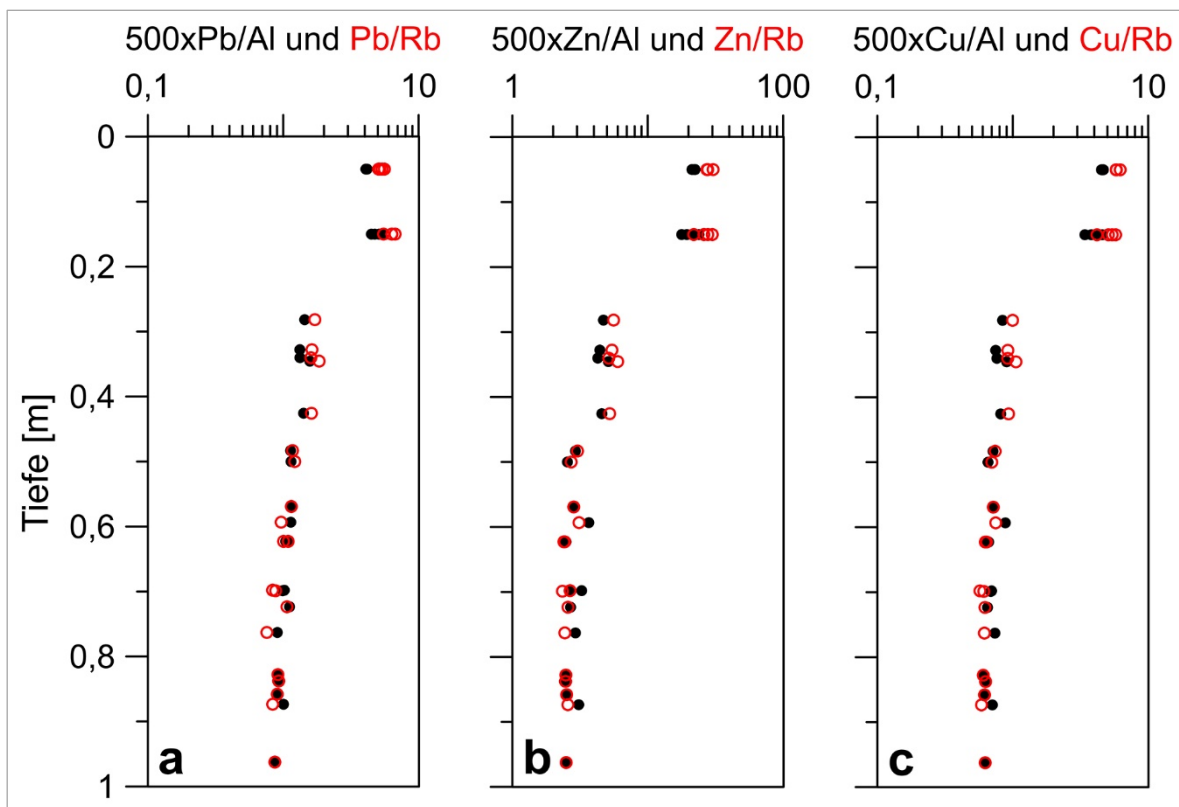 500xPb/Al und Pb/Rb
500xZn/Al und Zn/Rb
500xCu/Al und Cu/Rb
0,1 10
1 100
0,1 10
0
0,2
0,4
0,6
0,8
1
Tiefe [m]
a
b
c